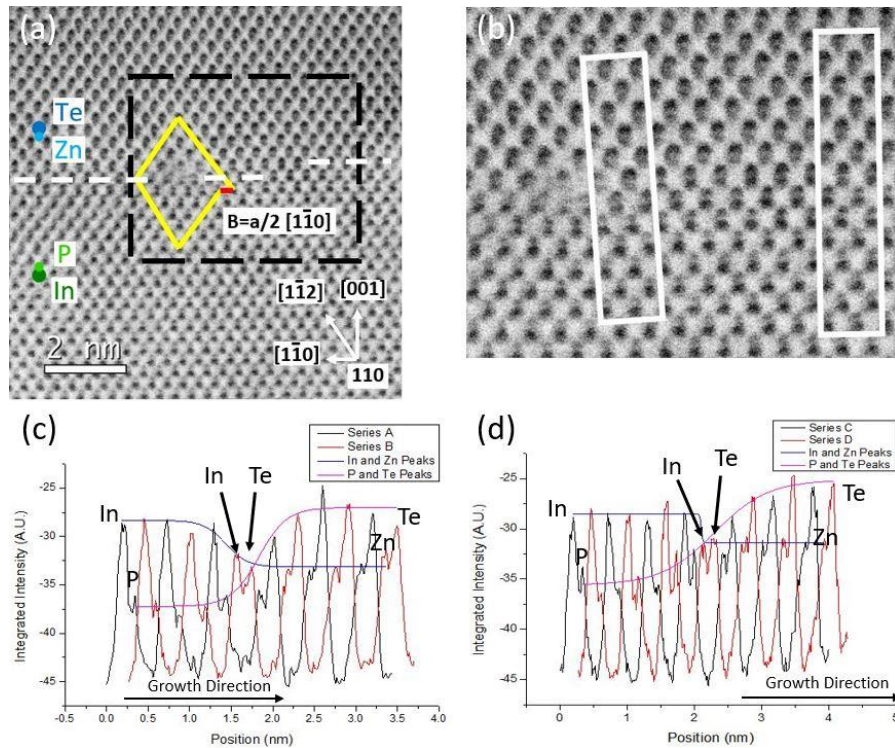 (a)
Te
Zn
B=a/2 [11̄0]
P
In
[11̄2]
[001]
[11̄0]
110
2 nm
(b)
(c)
Series A
Series B
In and Zn Peaks
P and Te Peaks
In
P
In
Te
Te
Zn
-25
-30
-35
-40
-45
Integrated Intensity (A.U.)
Growth Direction
-0.5
0.0
0.5
1.0
1.5
2.0
2.5
3.0
3.5
4.0
Position (nm)
(d)
Series C
Series D
In and Zn Peaks
P and Te Peaks
In
P
In
Te
Te
Zn
-25
-30
-35
-40
-45
Integrated Intensity (A.U.)
Growth Direction
0
1
2
3
4
5
Position (nm)